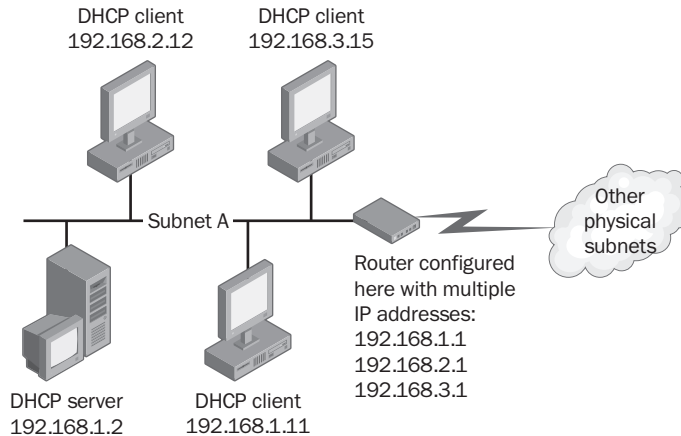 DHCP client
192.168.2.12
DHCP client
192.168.3.15
Subnet A
Other
physical
subnets
Router configured
here with multiple
IP addresses:
192.168.1.1
192.168.2.1
192.168.3.1
DHCP server
192.168.1.2
DHCP client
192.168.1.11